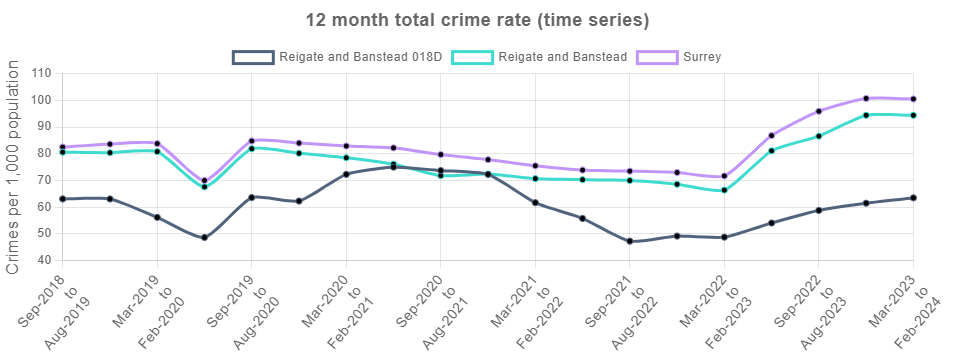 12 month total crime rate (time series)
Reigate and Banstead 018D Reigate and Banstead Surrey
Crimes per 1,000 population
110
100
90
80
70
60
50
40
Sep-2018
to
Aug-2019
Mar-2019
to
Feb-2020
Sep-2019
to
Aug-2020
Mar-2020
to
Feb-2021
Sep-2020
to
Aug-2021
Mar-2021
to
Feb-2022
Sep-2021
to
Aug-2022
Mar-2022
to
Feb-2023
Sep-2022
to
Aug-2023
Mar-2023
to
Feb-2024